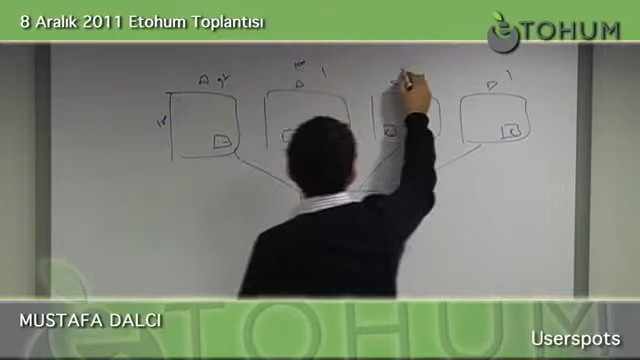 8 Aralık 2011 Etohum Toplantısı
eTOHUM
MUSTAFA DALCI
Userspots